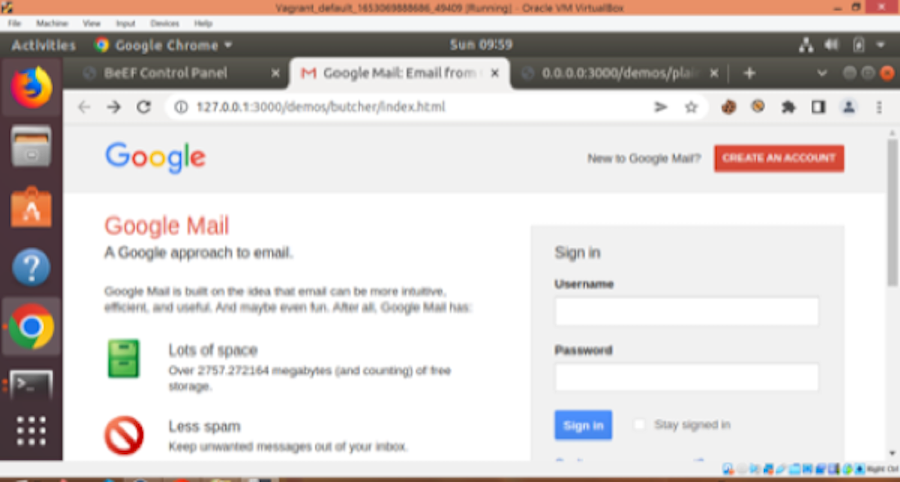 Vagrant_default_1653069888686_49409 [Running] - Oracle VM VirtualBox
File Machine View Input Devices Help
Activities Google Chrome Sun 09:59
BeEF Control Panel Google Mail: Email from 0.0.0.0:3000/demos/plain
127.0.0.1:3000/demos/butcher/index.html
Google New to Google Mail? CREATE AN ACCOUNT
Google Mail
A Google approach to email.
Google Mail is built on the idea that email can be more intuitive,
efficient, and useful. And maybe even fun. After all, Google Mail has:
Lots of space
Over 2757.272164 megabytes (and counting) of free
storage.
Less spam
Keep unwanted messages out of your inbox.
Sign in
Username
Password
Sign in Stay signed in
Right Ctrl